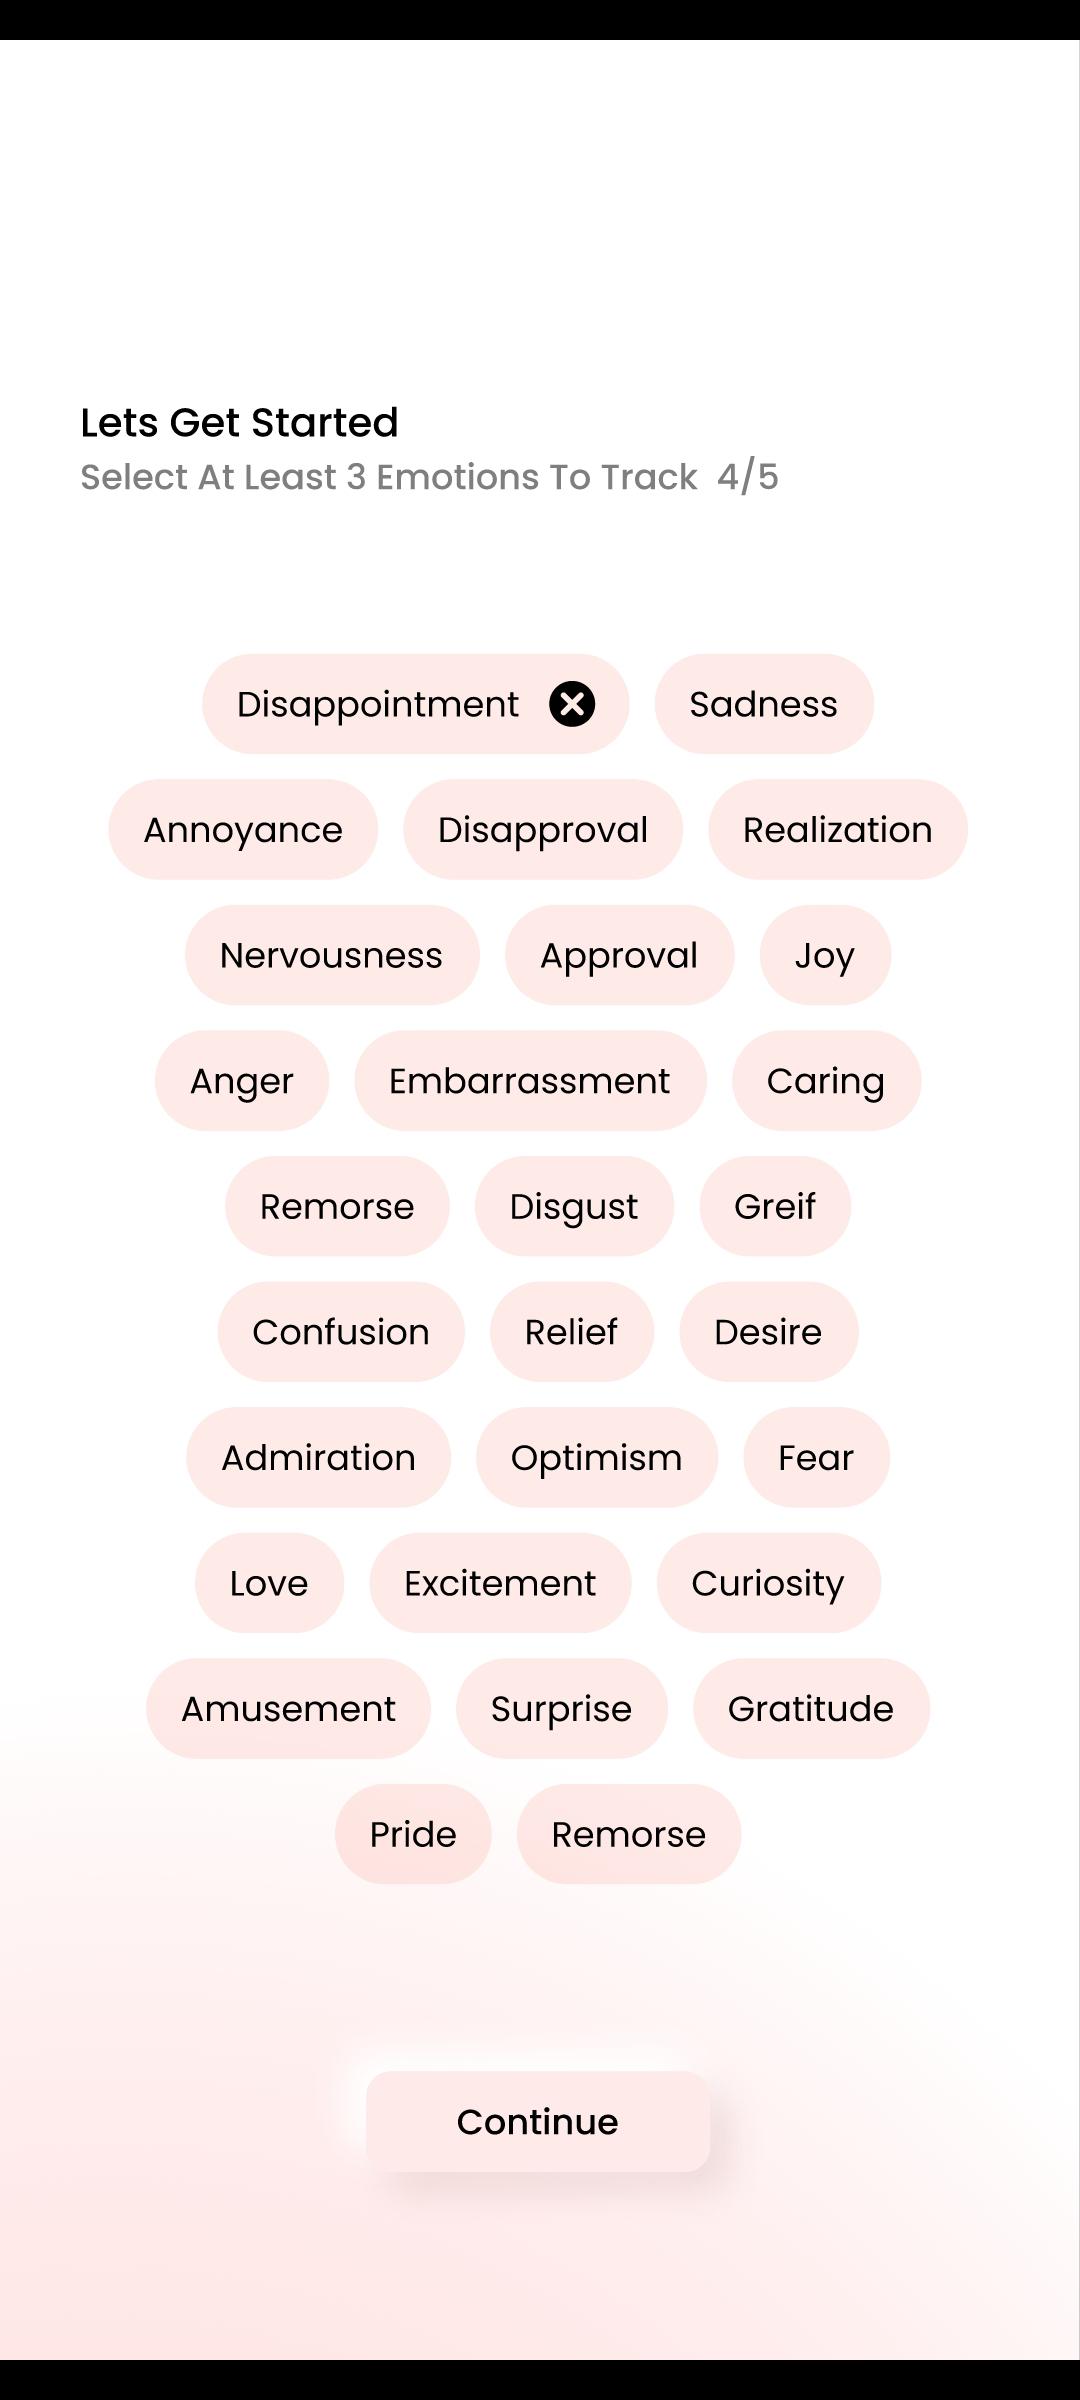 Lets Get Started
Select At Least 3 Emotions To Track 4/5
Disappointment Sadness
Annoyance Disapproval Realization
Nervousness Approval Joy
Anger Embarrassment Caring
Remorse Disgust Greif
Confusion Relief Desire
Admiration Optimism Fear
Love Excitement Curiosity
Amusement Surprise Gratitude
Pride Remorse
Continue